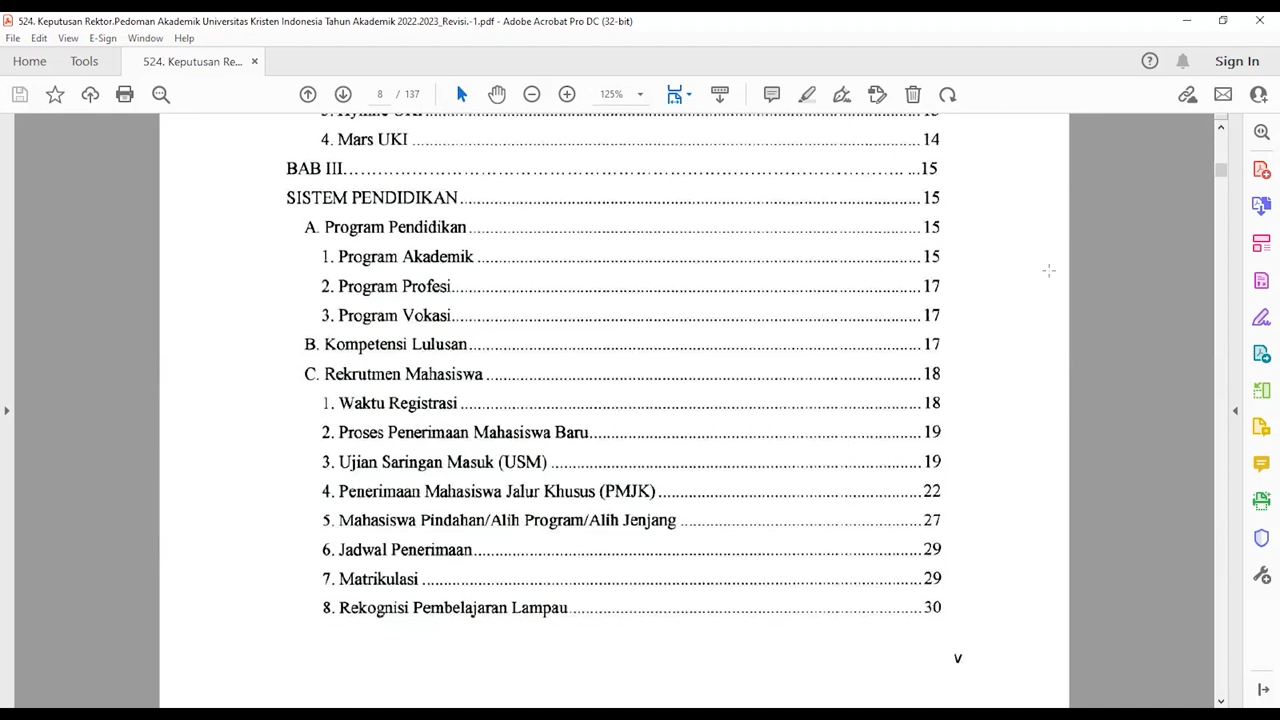 524. Keputusan Rektor.Pedoman Akademik Universitas Kristen Indonesia Tahun Akademik 2022.2023_Revisi.-1.pdf - Adobe Acrobat Pro DC (32-bit)
File Edit View E-Sign Window Help
Home Tools 524. Keputusan Re... × Sign In
8 / 137 125%
4. Mars UKI ........ 14
BAB III........ 15
SISTEM PENDIDIKAN ........ 15
A. Program Pendidikan ........ 15
1. Program Akademik ........ 15
2. Program Profesi ........ 17
3. Program Vokasi ........ 17
B. Kompetensi Lulusan ........ 17
C. Rekrutmen Mahasiswa ........ 18
1. Waktu Registrasi ........ 18
2. Proses Penerimaan Mahasiswa Baru ........ 19
3. Ujian Saringan Masuk (USM) ........ 19
4. Penerimaan Mahasiswa Jalur Khusus (PMJK) ........ 22
5. Mahasiswa Pindahan/Alih Program/Alih Jenjang ........ 27
6. Jadwal Penerimaan ........ 29
7. Matrikulasi ........ 29
8. Rekognisi Pembelajaran Lampau ........ 30
v